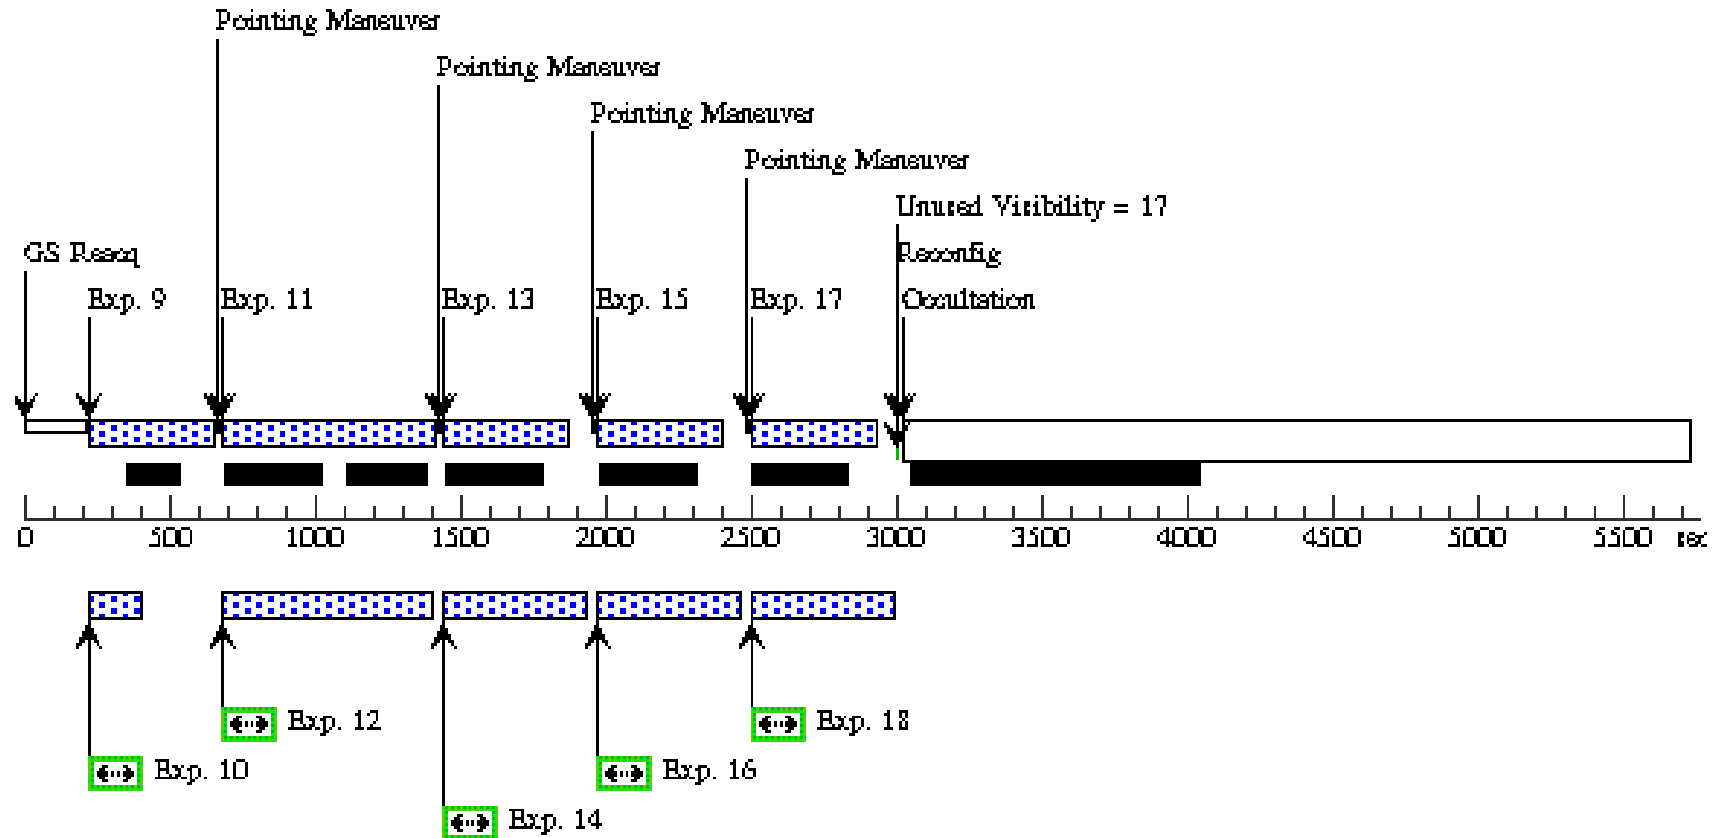 Pointing Maneuver
Pointing Maneuver
Pointing Maneuver
Pointing Maneuver
Unused Visibility = 17
GS Reacq
Reconfig
Exp. 9
Exp. 11
Exp. 13
Exp. 15
Exp. 17
Occultation
0 500 1000 1500 2000 2500 3000 3500 4000 4500 5000 5500 sec
Exp. 12
Exp. 18
Exp. 10
Exp. 16
Exp. 14